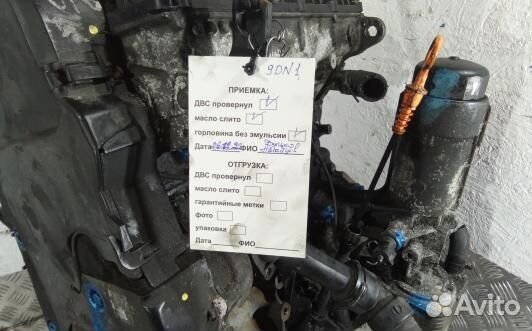 9DN1
ПРИЕМКА:
ДВС провернул
масло слито
горловина без эмульсии
Дата ФИО
ОТГРУЗКА:
ДВС провернул
масло слито
гарантийные метки
фото
упаковка
Дата ФИО
Avito